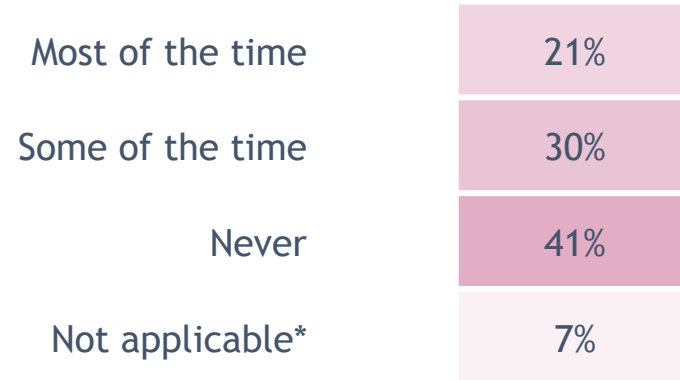 Most of the time 21%
Some of the time 30%
Never 41%
Not applicable* 7%